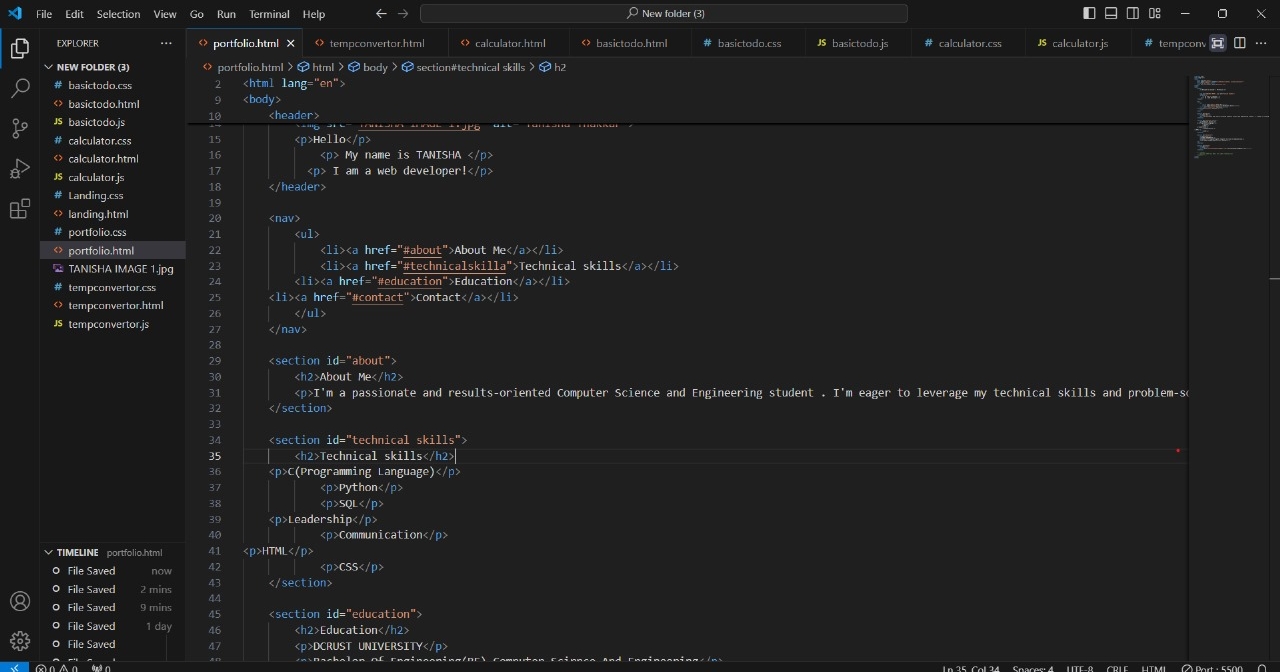 File Edit Selection View Go Run Terminal Help New folder (3)
EXPLORER
NEW FOLDER (3)
# basictodo.css
<> basictodo.html
JS basictodo.js
# calculator.css
<> calculator.html
JS calculator.js
# Landing.css
<> landing.html
# portfolio.css
<> portfolio.html
TANISHA IMAGE 1.jpg
# tempconvertor.css
<> tempconvertor.html
JS tempconvertor.js
TIMELINE portfolio.html
File Saved now
File Saved 2 mins
File Saved 9 mins
File Saved 1 day
File Saved
<> portfolio.html <> tempconvertor.html <> calculator.html <> basictodo.html # basictodo.css JS basictodo.js # calculator.css JS calculator.js # tempconv
<> portfolio.html > html > body > section#technical skills > h2
2 <html lang="en">
9 <body>
10 <header>
15 <p>Hello</p>
16 <p> My name is TANISHA </p>
17 <p> I am a web developer!</p>
18 </header>
19
20 <nav>
21 <ul>
22 <li><a href="#about">About Me</a></li>
23 <li><a href="#technicalskilla">Technical skills</a></li>
24 <li><a href="#education">Education</a></li>
25 <li><a href="#contact">Contact</a></li>
26 </ul>
27 </nav>
28
29 <section id="about">
30 <h2>About Me</h2>
31 <p>I'm a passionate and results-oriented Computer Science and Engineering student . I'm eager to leverage my technical skills and
32 </section>
33
34 <section id="technical skills">
35 <h2>Technical skills</h2>
36 <p>C(Programming Language)</p>
37 <p>Python</p>
38 <p>SQL</p>
39 <p>Leadership</p>
40 <p>Communication</p>
41 <p>HTML</p>
42 <p>CSS</p>
43 </section>
44
45 <section id="education">
46 <h2>Education</h2>
47 <p>DCRUST UNIVERSITY</p>
48 <p>Bachelor Of Engineering(BE) Computer Science And Engineering</p>
0 0 0 Ln 35, Col 34 Spaces: 4 UTF-8 CRLF HTML Port : 5500